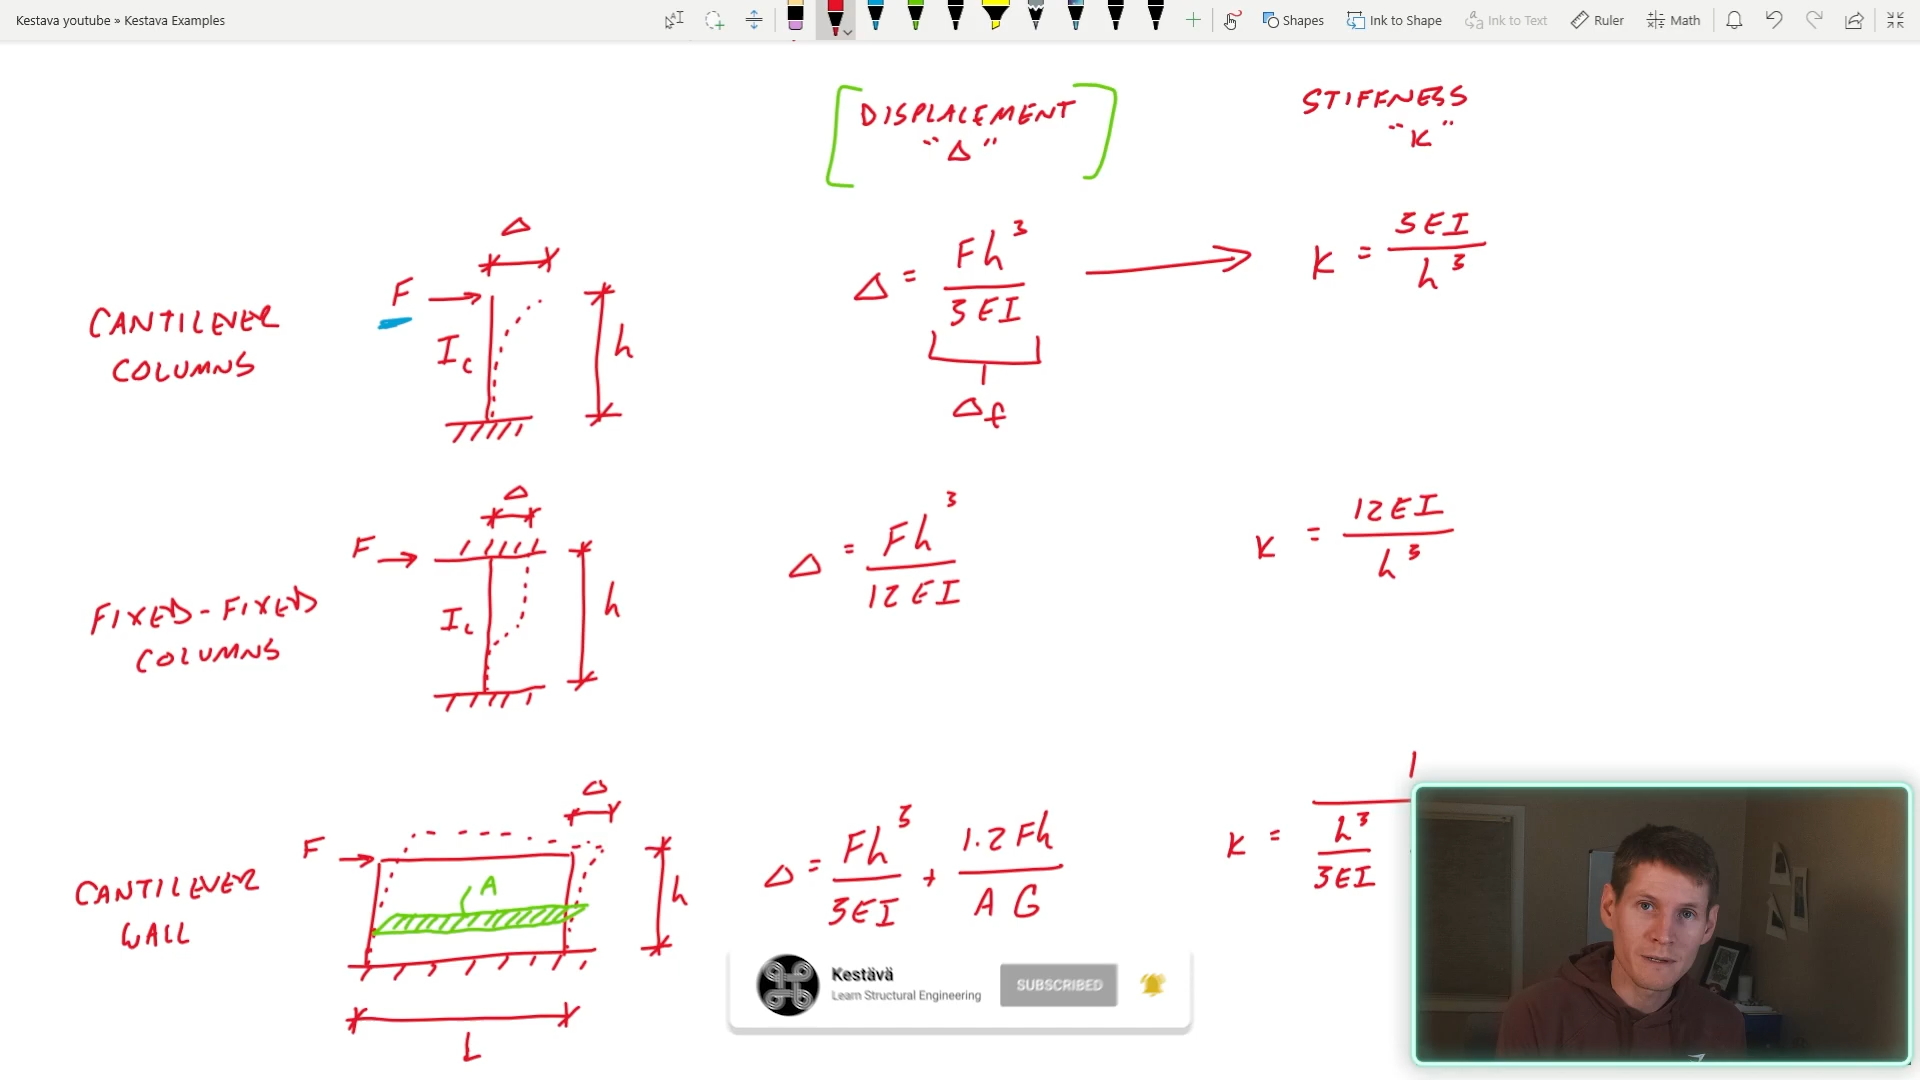 Kestava youtube » Kestava Examples
Shapes
Ink to Shape
Ink to Text
Ruler
Math
DISPLACEMENT
"Δ"
STIFFNESS
"K"
CANTILEVER
COLUMNS
Δ
F
I_c
h
Δ = Fh³ / 3EI
Δf
K = 3EI / h³
FIXED-FIXED
COLUMNS
Δ
F
I_c
h
Δ = Fh³ / 12EI
K = 12EI / h³
CANTILEVER
WALL
Δ
F
A
h
L
Δ = Fh³ / 3EI + 1.2Fh / AG
K = 1 / h³ / 3EI
Kestävä
Learn Structural Engineering
SUBSCRIBED